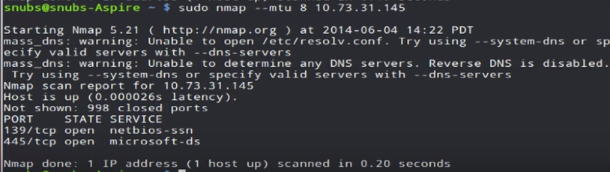 snubs@snubs-Aspire ~ $ sudo nmap --mtu 8 10.73.31.145
Starting Nmap 5.21 ( http://nmap.org ) at 2014-06-04 14:22 PDT
mass_dns: warning: Unable to open /etc/resolv.conf. Try using --system-dns or sp
ecify valid servers with --dns-servers
mass_dns: warning: Unable to determine any DNS servers. Reverse DNS is disabled.
Try using --system-dns or specify valid servers with --dns-servers
Nmap scan report for 10.73.31.145
Host is up (0.000026s latency).
Not shown: 998 closed ports
PORT STATE SERVICE
139/tcp open netbios-ssn
445/tcp open microsoft-ds
Nmap done: 1 IP address (1 host up) scanned in 0.20 seconds